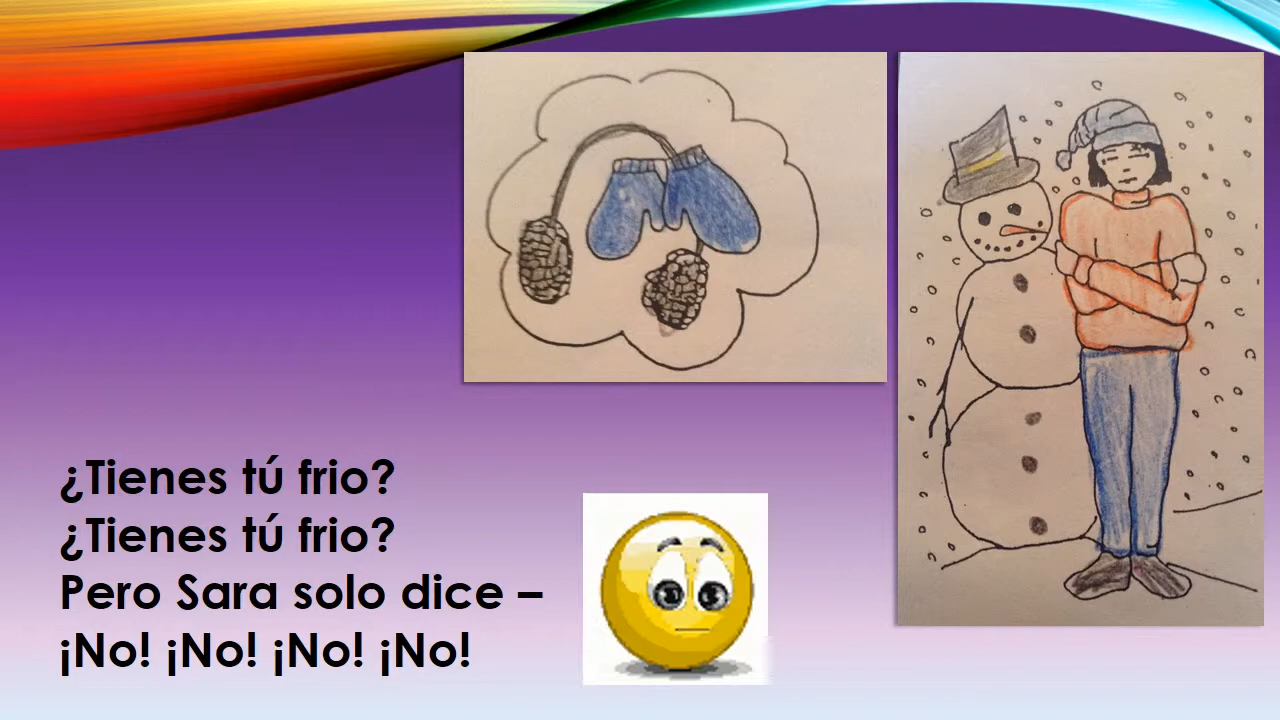 ¿Tienes tú frio?
¿Tienes tú frio?
Pero Sara solo dice –
¡No! ¡No! ¡No! ¡No!